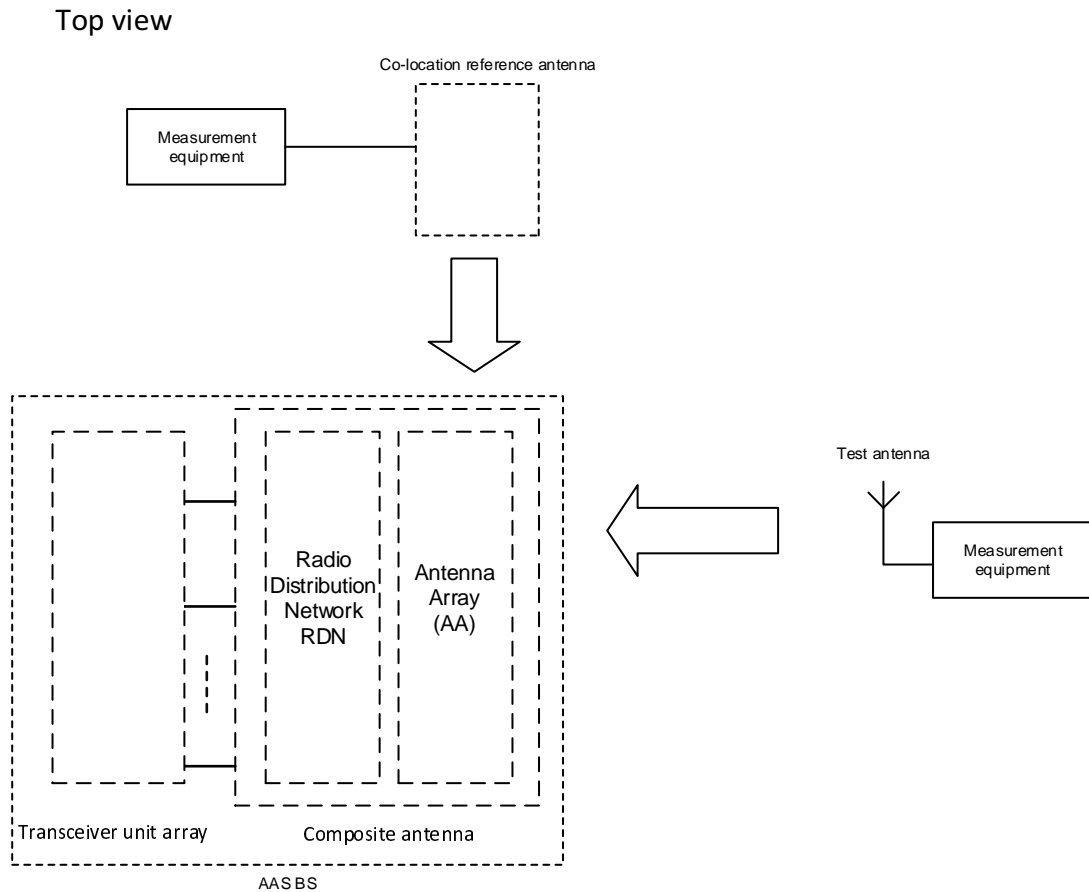 Top view
Co-location reference antenna
Measurement
equipment
Test antenna
Measurement
equipment
Radio
Distribution
Network
RDN
Antenna
Array
(AA)
Transceiver unit array
Composite antenna
AAS BS